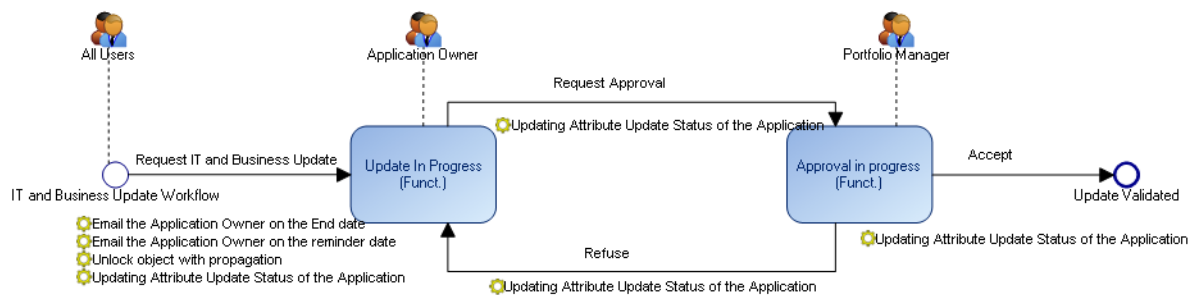 All Users
Application Owner
Portfolio Manager
Request Approval
Updating Attribute Update Status of the Application
Request IT and Business Update
Update In Progress
(Funct.)
Approval in progress
(Funct.)
Accept
IT and Business Update Workflow
Update Validated
Email the Application Owner on the End date
Email the Application Owner on the reminder date
Unlock object with propagation
Updating Attribute Update Status of the Application
Refuse
Updating Attribute Update Status of the Application
Updating Attribute Update Status of the Application